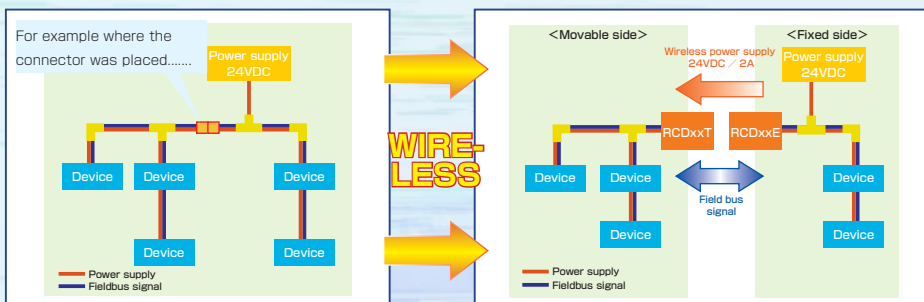 For example where the
connector was placed......
Power supply
24VDC
Device
Device
Device
Device
Device
Power supply
Fieldbus signal
WIRE-
LESS
<Movable side>
<Fixed side>
Wireless power supply
24VDC／2A
Power supply
24VDC
RCDxxT
RCDxxE
Device
Device
Device
Device
Device
Field bus
signal
Power supply
Fieldbus signal